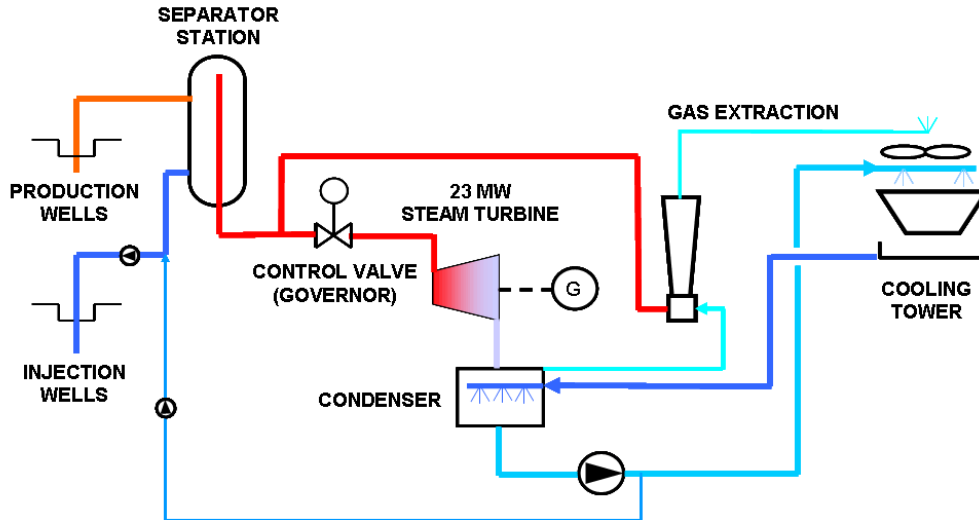 SEPARATOR
STATION
GAS EXTRACTION
PRODUCTION
WELLS
23 MW
STEAM TURBINE
CONTROL VALVE
(GOVERNOR)
G
COOLING
TOWER
INJECTION
WELLS
CONDENSER